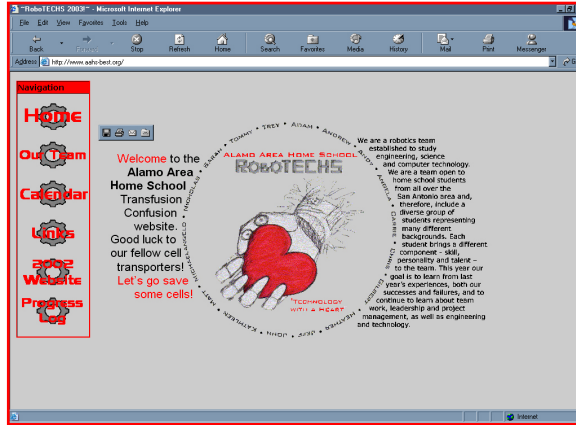 "RoboTECHS 2003!" - Microsoft Internet Explorer
File Edit View Favorites Tools Help
Back Forward Stop Refresh Home Search Favorites Media History Mail Print Messenger
Address http://www.aahs-best.org/
Navigation
Home
Our Team
Calendar
Links
2002
Website
Progress
Log
Welcome to the
Alamo Area
Home School
Transfusion
Confusion
website.
Good luck to
our fellow cell
transporters!
Let's go save
some cells!
Nicholas • Sarah • Tommy • Trey • Adam • Andrew • Andy • Angela • Carrie • Chris • Gilbert • Heather • Jeff • John • Kathleen • Matt • Michaelangelo
Alamo Area Home School
RoboTECHS
"Technology
with a Heart"
We are a robotics team
established to study
engineering, science
and computer technology.
We are a team open to
home school students
from all over the
San Antonio area and,
therefore, include a
diverse group of
students representing
many different
backgrounds. Each
student brings a different
component - skill,
personality and talent –
to the team. This year our
goal is to learn from last
year's experiences, both our
successes and failures, and to
continue to learn about team
work, leadership and project
management, as well as engineering
and technology.
Internet